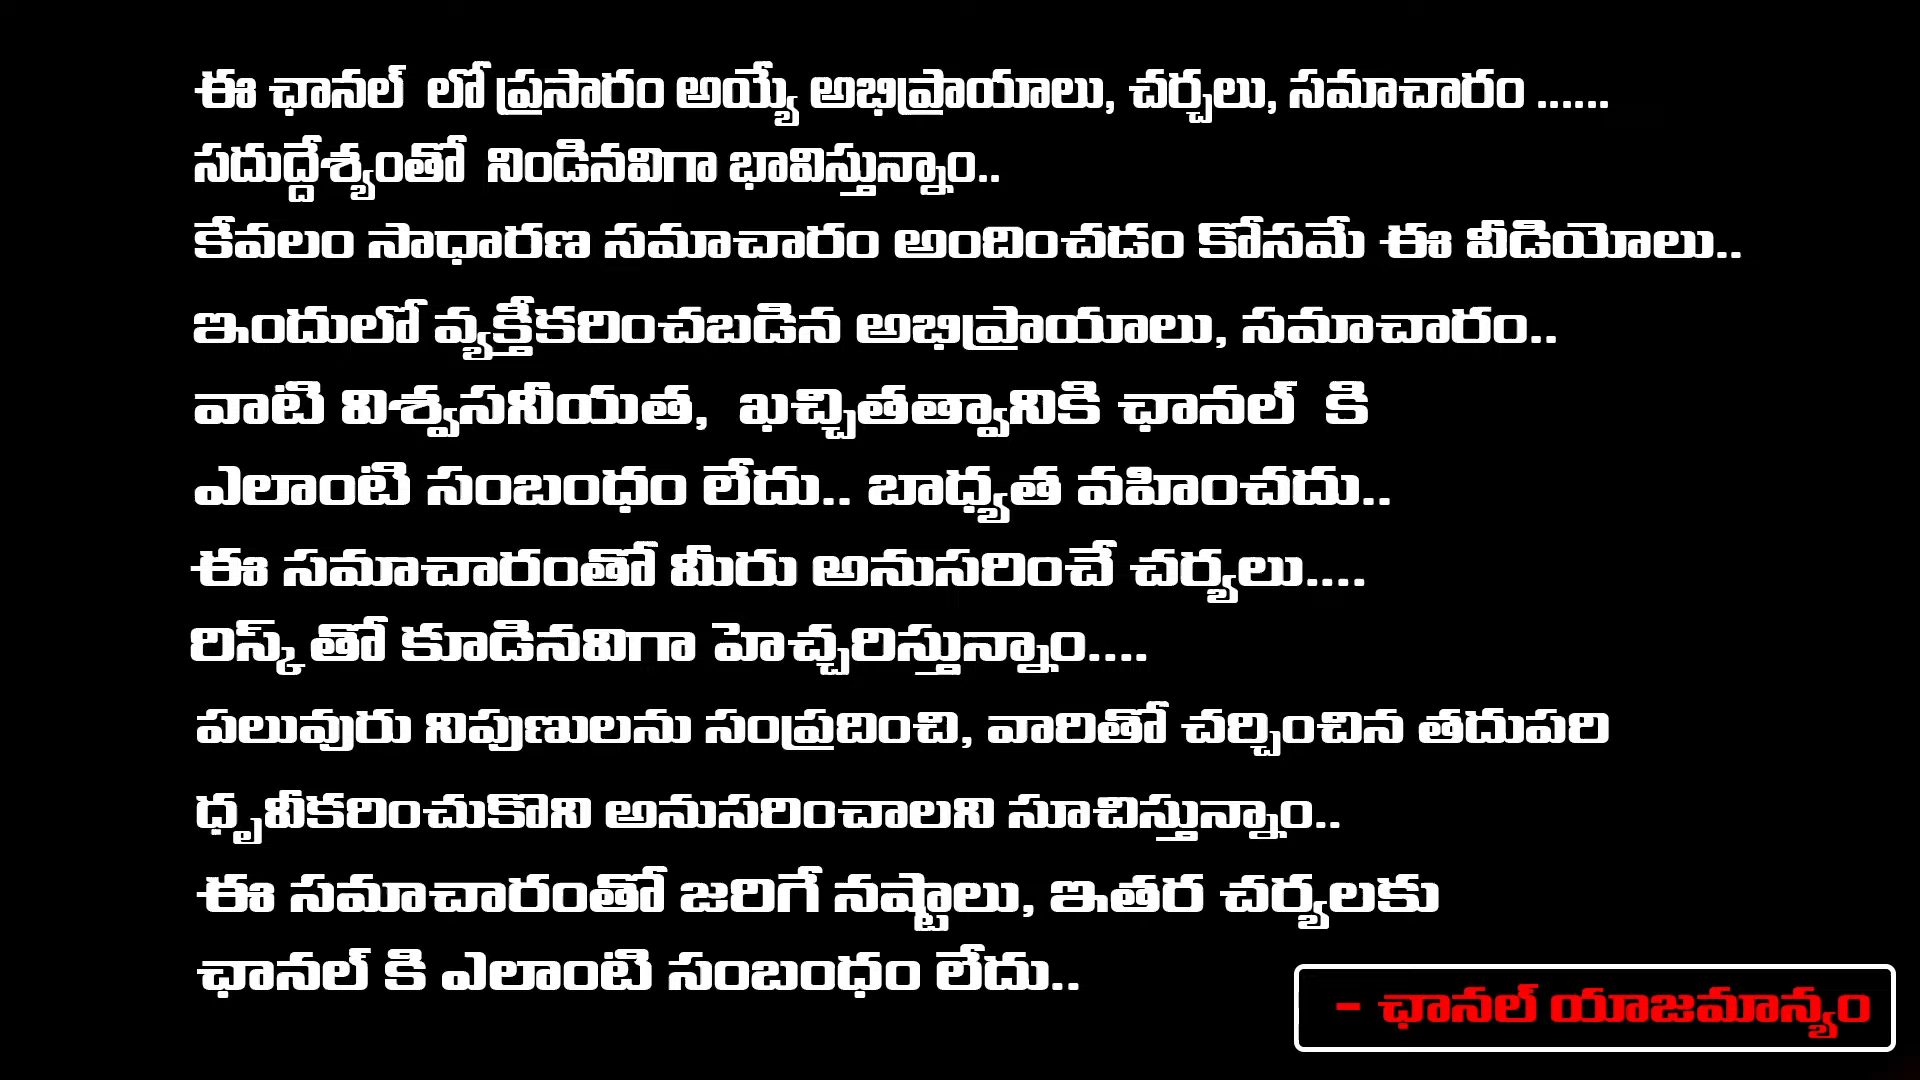 ఈ ఛానల్ లో ప్రసారం అయ్యే అభిప్రాయాలు, చర్చలు, సమాచారం ......
సదుద్దేశ్యంతో నిండినవిగా భావిస్తున్నాం..
కేవలం సాధారణ సమాచారం అందించడం కోసమే ఈ వీడియోలు..
ఇందులో వ్యక్తీకరించబడిన అభిప్రాయాలు, సమాచారం..
వాటి విశ్వసనీయత, ఖచ్చితత్వానికి ఛానల్ కి
ఎలాంటి సంబంధం లేదు.. బాధ్యత వహించదు..
ఈ సమాచారంతో మీరు అనుసరించే చర్యలు....
రిస్క్ తో కూడినవిగా హెచ్చరిస్తున్నాం....
పలువురు నిపుణులను సంప్రదించి, వారితో చర్చించిన తదుపరి
ధృవీకరించుకొని అనుసరించాలని సూచిస్తున్నాం..
ఈ సమాచారంతో జరిగే నష్టాలు, ఇతర చర్యలకు
ఛానల్ కి ఎలాంటి సంబంధం లేదు..
- ఛానల్ యాజమాన్యం